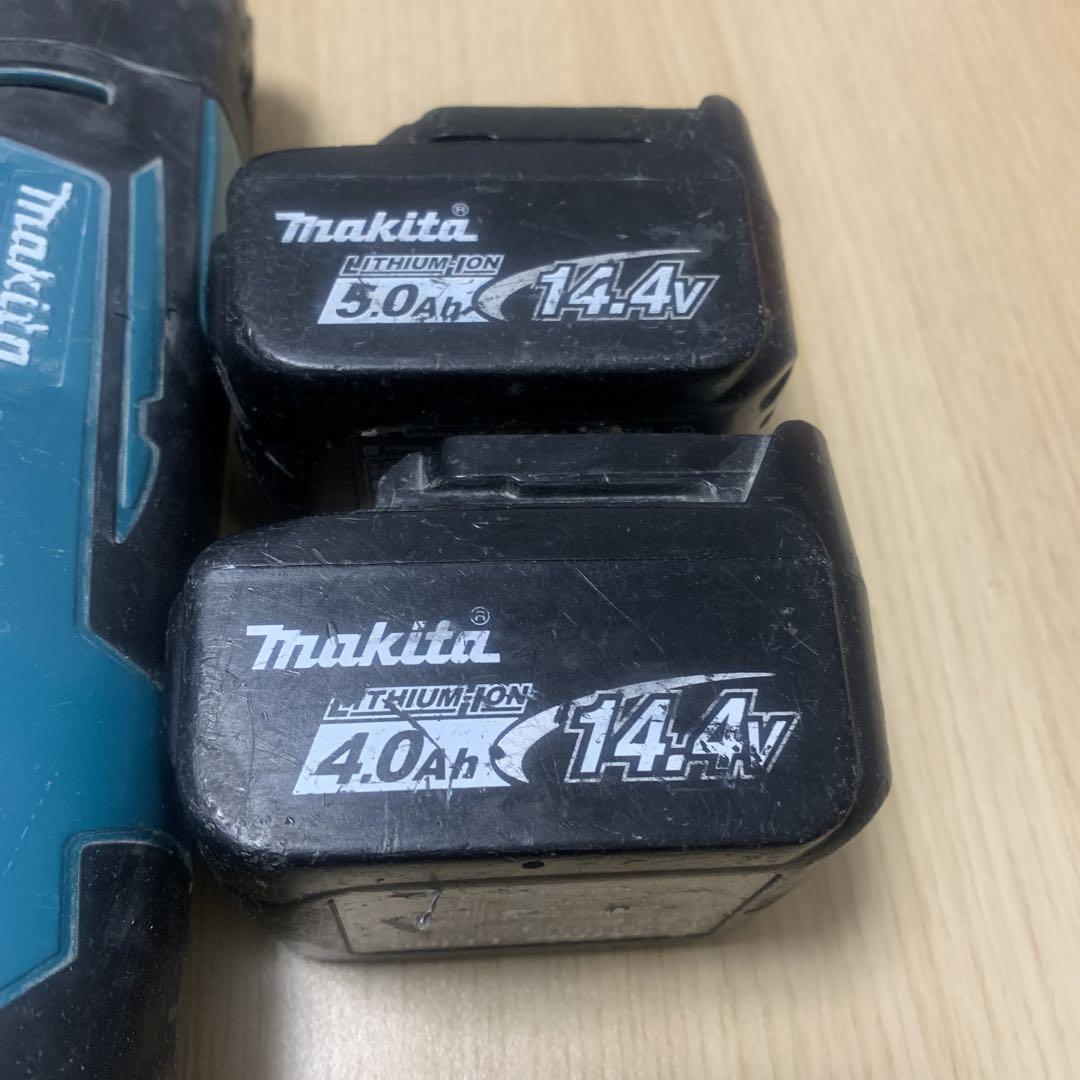 makita
makita®
LITHIUM-ION
5.0Ah 14.4V
makita®
LITHIUM-ION
4.0Ah 14.4V